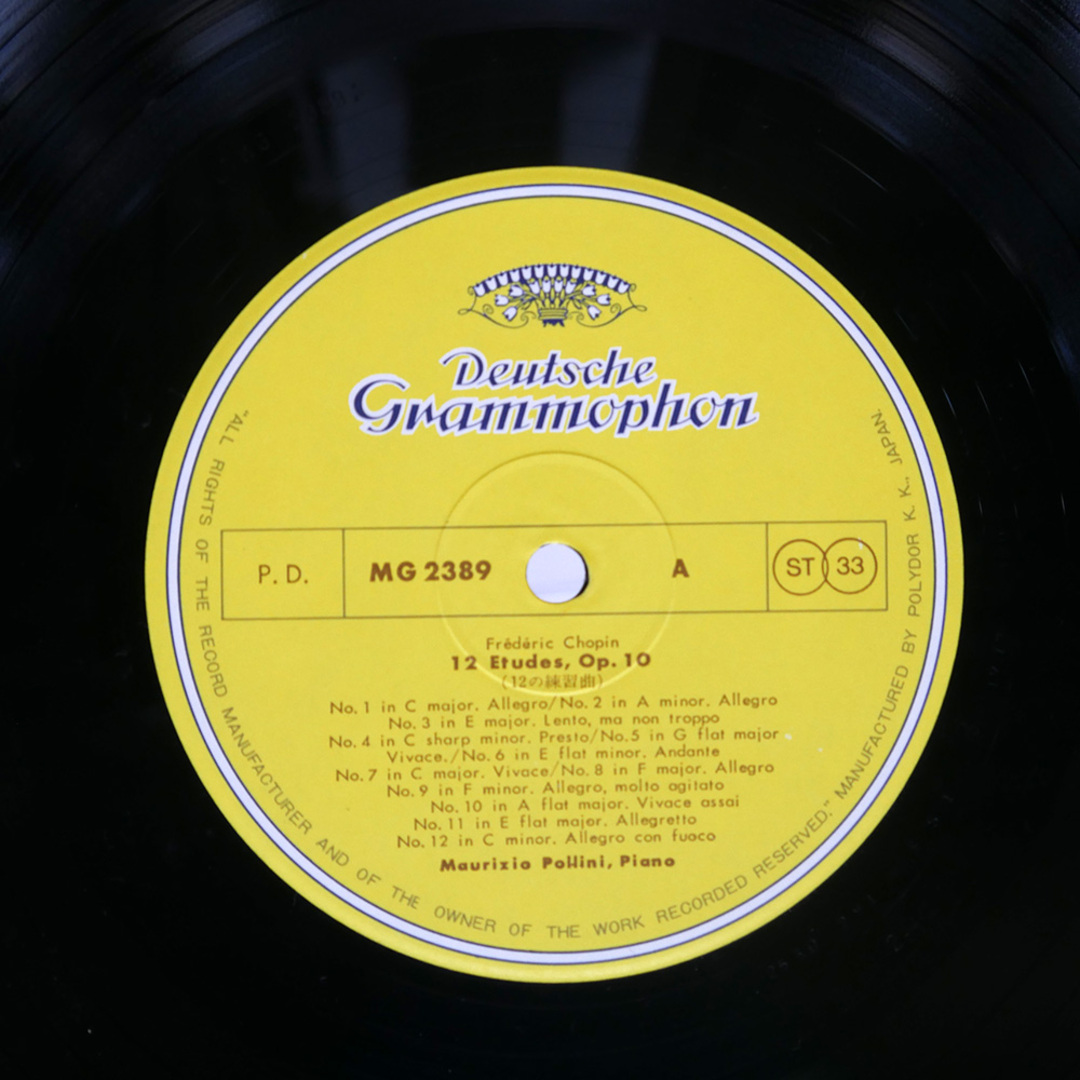 Deutsche
Grammophon
P. D. MG 2389 A ST 33
Frédéric Chopin
12 Etudes, Op. 10
(12の練習曲)
No. 1 in C major. Allegro/No. 2 in A minor. Allegro
No. 3 in E major. Lento, ma non troppo
No. 4 in C sharp minor. Presto/No. 5 in G flat major
Vivace./No. 6 in E flat minor. Andante
No. 7 in C major. Vivace/No. 8 in F major. Allegro
No. 9 in F minor. Allegro, molto agitato
No. 10 in A flat major. Vivace assai
No. 11 in E flat major. Allegretto
No. 12 in C minor. Allegro con fuoco
Maurizio Pollini, Piano
"ALL RIGHTS OF THE RECORD MANUFACTURER AND OF THE OWNER OF THE WORK RECORDED RESERVED." MANUFACTURED BY POLYDOR K. K., JAPAN.